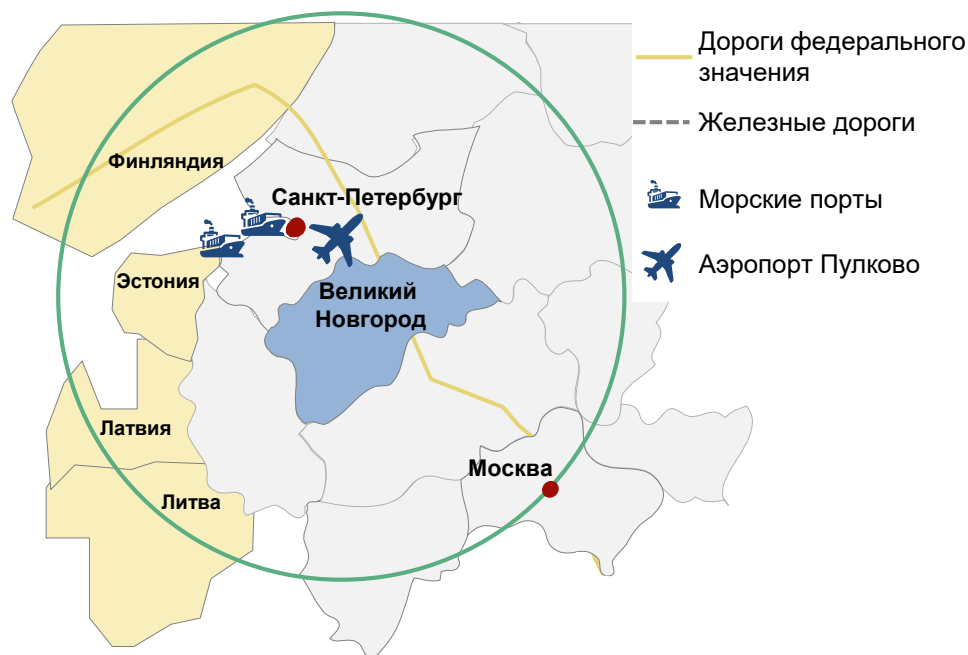 Дороги федерального
значения
Железные дороги
Морские порты
Аэропорт Пулково
Финляндия
Санкт-Петербург
Эстония
Великий
Новгород
Латвия
Москва
Литва